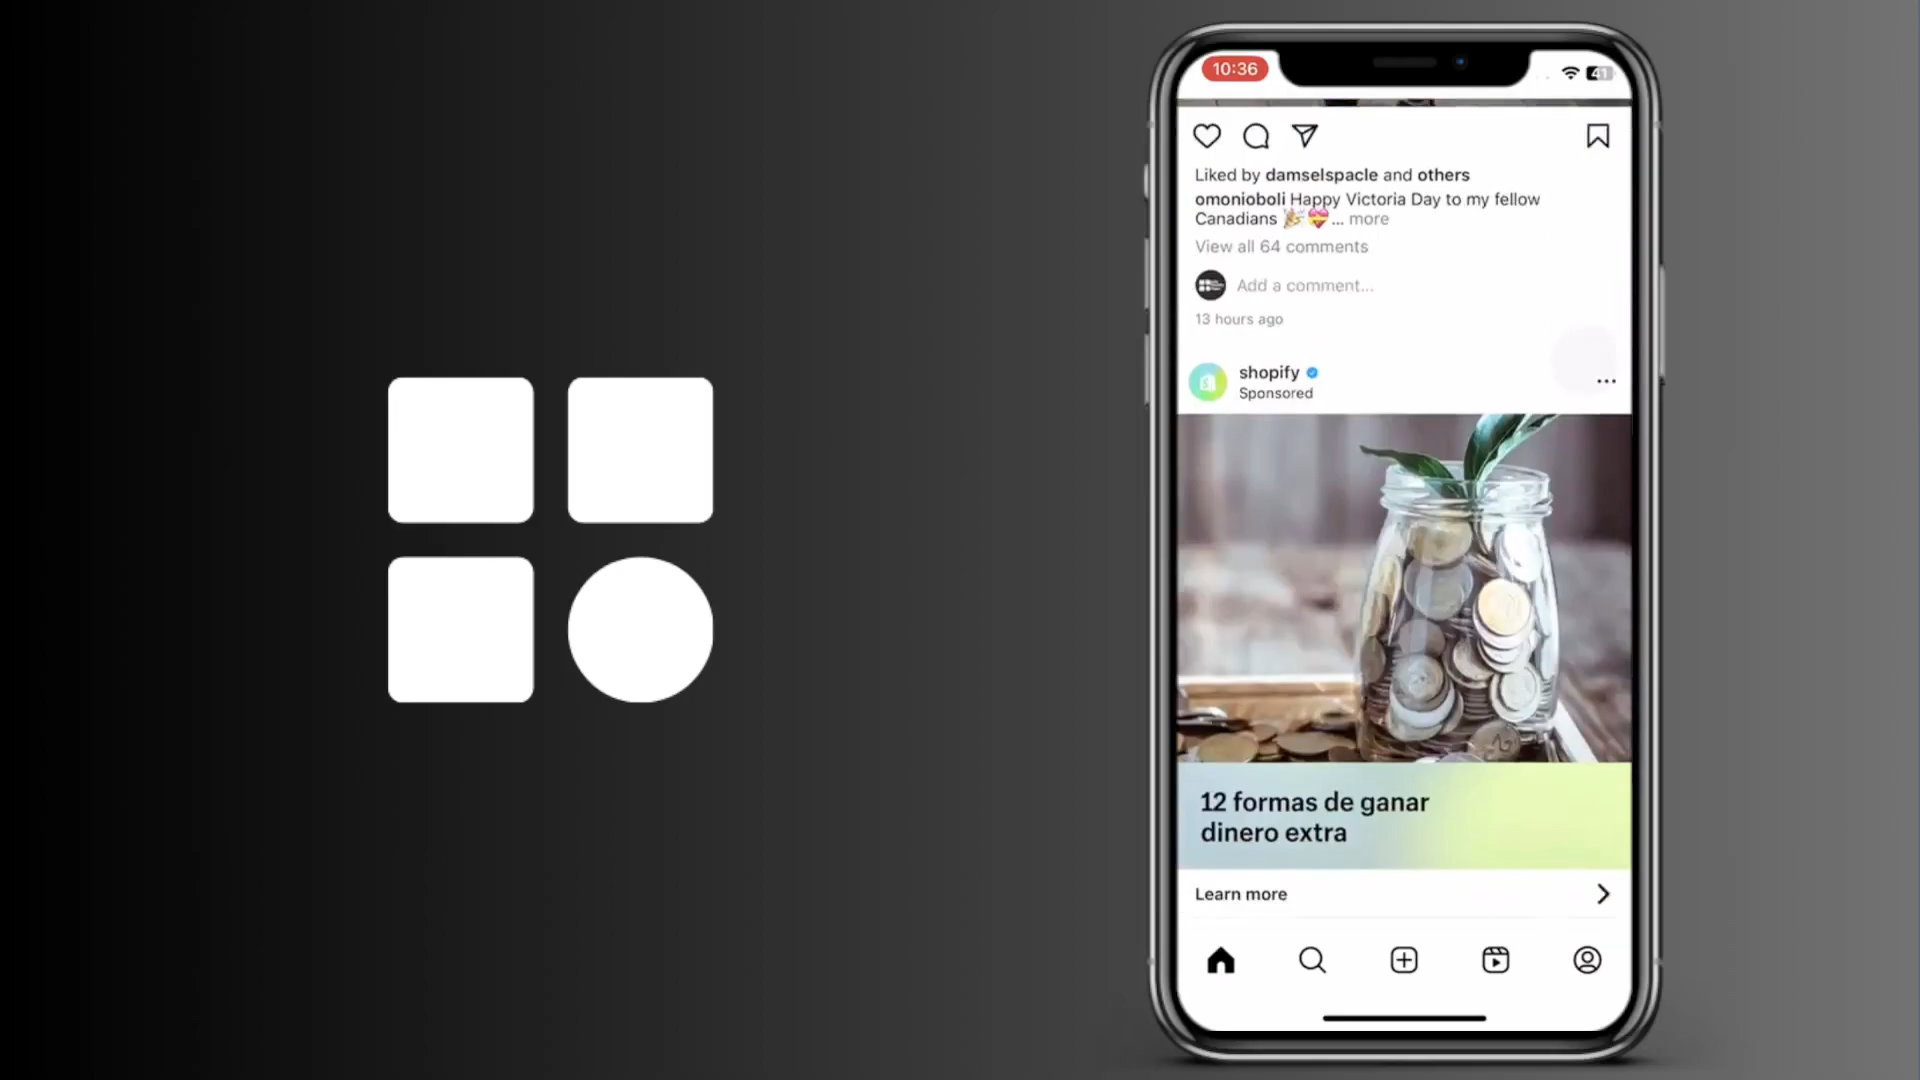 10:36
41
Liked by damselspacle and others
omonioboli Happy Victoria Day to my fellow
Canadians 🎉💝... more
View all 64 comments
Add a comment...
13 hours ago
shopify
Sponsored
12 formas de ganar
dinero extra
Learn more